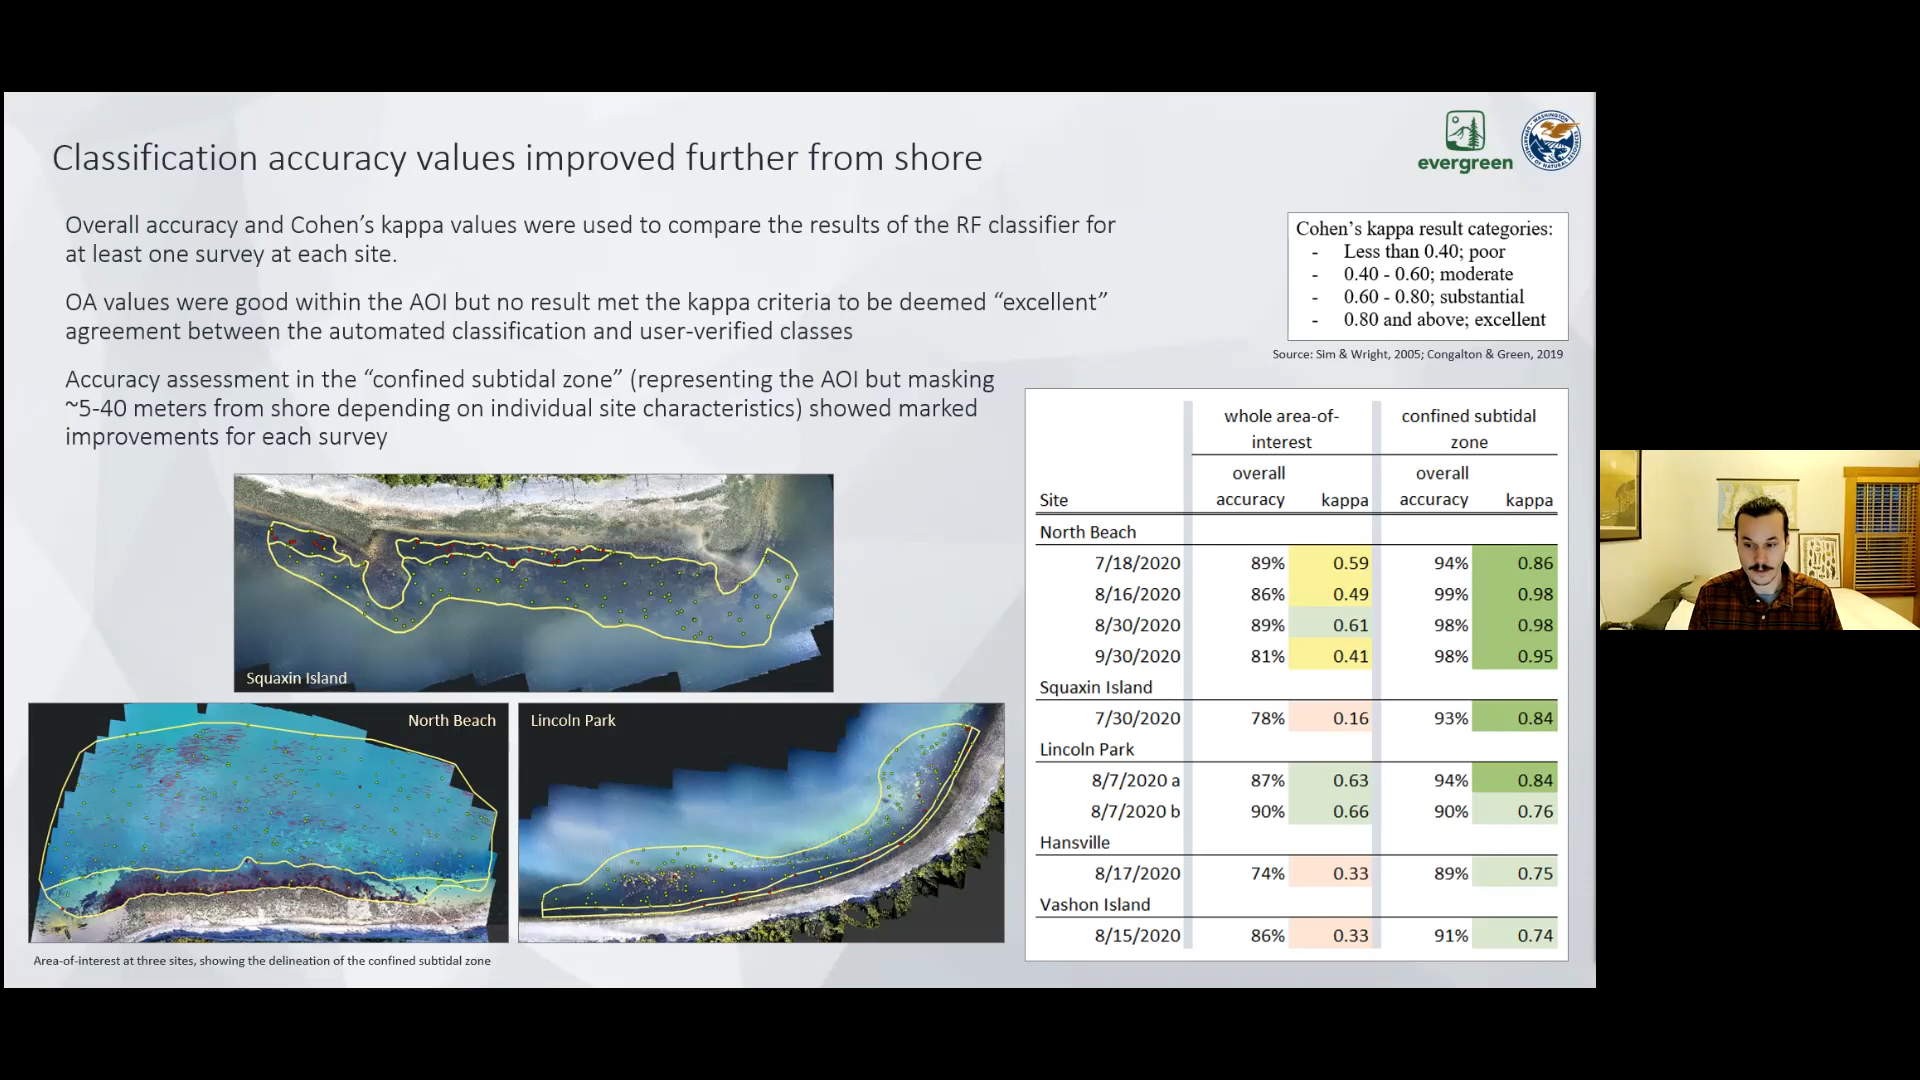 Classification accuracy values improved further from shore
evergreen
Overall accuracy and Cohen's kappa values were used to compare the results of the RF classifier for
at least one survey at each site.
OA values were good within the AOI but no result met the kappa criteria to be deemed “excellent”
agreement between the automated classification and user-verified classes
Accuracy assessment in the “confined subtidal zone” (representing the AOI but masking
~5-40 meters from shore depending on individual site characteristics) showed marked
improvements for each survey
Cohen's kappa result categories:
- Less than 0.40; poor
- 0.40 - 0.60; moderate
- 0.60 - 0.80; substantial
- 0.80 and above; excellent
Source: Sim & Wright, 2005; Congalton & Green, 2019
whole area-of-
interest
confined subtidal
zone
overall
accuracy
kappa
overall
accuracy
kappa
Site
North Beach
7/18/2020 89% 0.59 94% 0.86
8/16/2020 86% 0.49 99% 0.98
8/30/2020 89% 0.61 98% 0.98
9/30/2020 81% 0.41 98% 0.95
Squaxin Island
7/30/2020 78% 0.16 93% 0.84
Lincoln Park
8/7/2020 a 87% 0.63 94% 0.84
8/7/2020 b 90% 0.66 90% 0.76
Hansville
8/17/2020 74% 0.33 89% 0.75
Vashon Island
8/15/2020 86% 0.33 91% 0.74
Squaxin Island
North Beach
Lincoln Park
Area-of-interest at three sites, showing the delineation of the confined subtidal zone